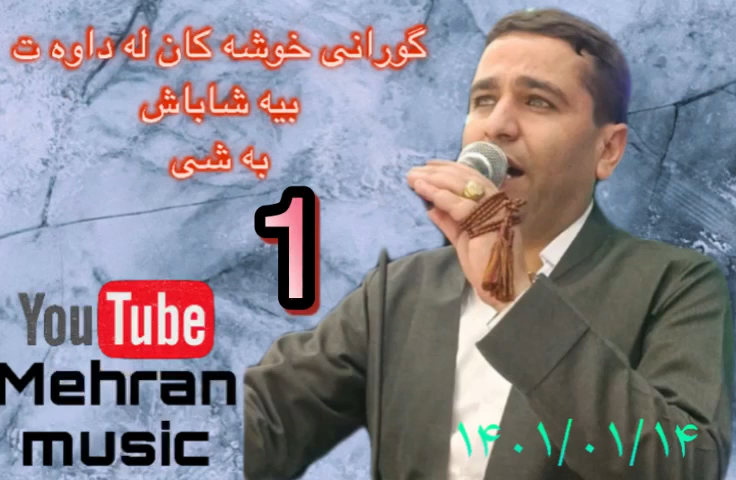 گورانی خوشه کان له داوه ت
بیه شاباش
به شی
1
YouTube
Mehran
music
۱۴۰۱/۰۱/۱۴